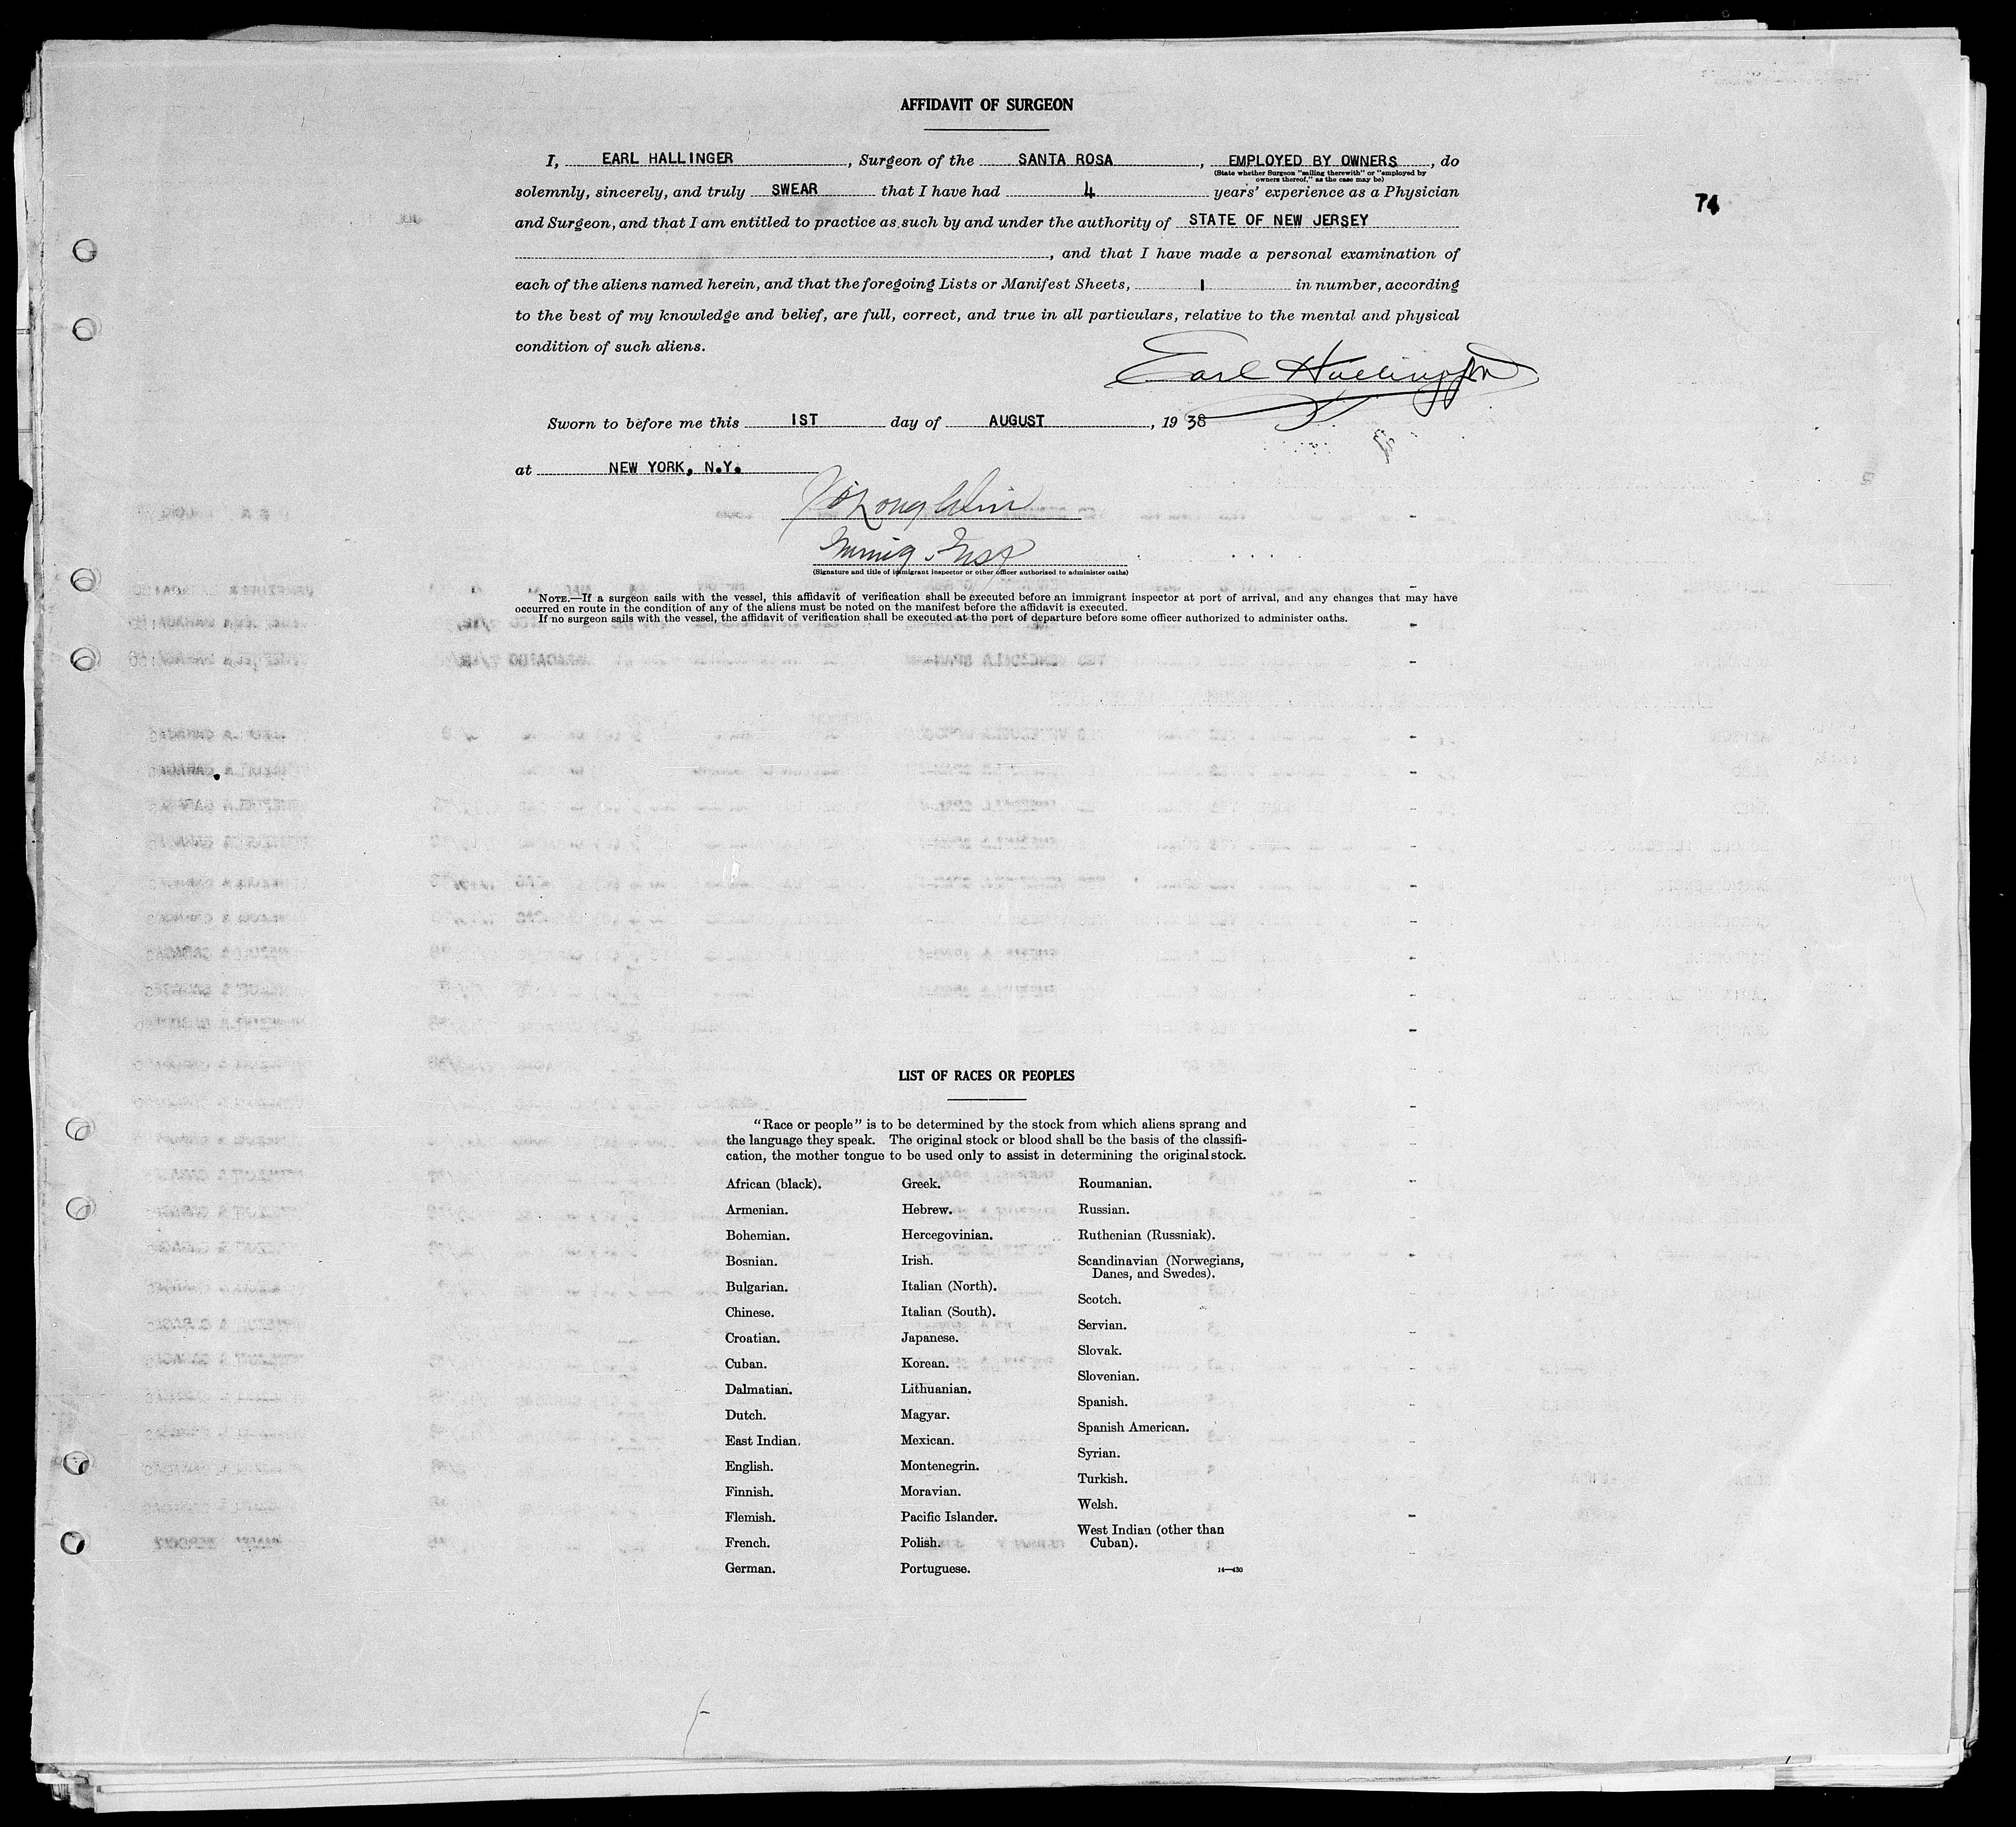 AFFIDAVIT OF SURGEON
I, EARL HALLINGER, Surgeon of the SANTA ROSA, EMPLOYED BY OWNERS, do
(State whether Surgeon "sailing therewith" or "employed by
owners thereof," as the case may be)
solemnly, sincerely, and truly SWEAR that I have had 4 years' experience as a Physician
74
and Surgeon, and that I am entitled to practice as such by and under the authority of STATE OF NEW JERSEY
, and that I have made a personal examination of
each of the aliens named herein, and that the foregoing Lists or Manifest Sheets, 1 in number, according
to the best of my knowledge and belief, are full, correct, and true in all particulars, relative to the mental and physical
condition of such aliens.
Earl Hallinger
Sworn to before me this 1ST day of AUGUST, 1938
at NEW YORK, N.Y.
Immig. Insp
(Signature and title of immigrant inspector or other officer authorized to administer oaths)
NOTE.—If a surgeon sails with the vessel, this affidavit of verification shall be executed before an immigrant inspector at port of arrival, and any changes that may have
occurred en route in the condition of any of the aliens must be noted on the manifest before the affidavit is executed.
If no surgeon sails with the vessel, the affidavit of verification shall be executed at the port of departure before some officer authorized to administer oaths.
LIST OF RACES OR PEOPLES
"Race or people" is to be determined by the stock from which aliens sprang and
the language they speak. The original stock or blood shall be the basis of the classifi-
cation, the mother tongue to be used only to assist in determining the original stock.
African (black).
Armenian.
Bohemian.
Bosnian.
Bulgarian.
Chinese.
Croatian.
Cuban.
Dalmatian.
Dutch.
East Indian.
English.
Finnish.
Flemish.
French.
German.
Greek.
Hebrew.
Hercegovinian.
Irish.
Italian (North).
Italian (South).
Japanese.
Korean.
Lithuanian.
Magyar.
Mexican.
Montenegrin.
Moravian.
Pacific Islander.
Polish.
Portuguese.
Roumanian.
Russian.
Ruthenian (Russniak).
Scandinavian (Norwegians,
Danes, and Swedes).
Scotch.
Servian.
Slovak.
Slovenian.
Spanish.
Spanish American.
Syrian.
Turkish.
Welsh.
West Indian (other than
Cuban).
14—430